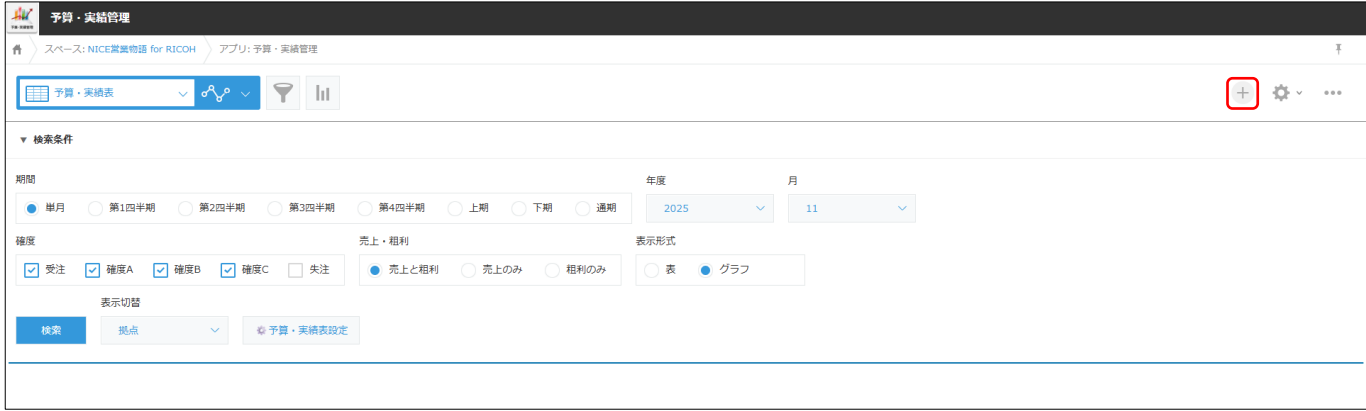 予算・実績管理
スペース: NICE営業物語 for RICOH アプリ: 予算・実績管理
予算・実績表
▼ 検索条件
期間 年度 月
単月 第1四半期 第2四半期 第3四半期 第4四半期 上期 下期 通期 2025 11
確度 売上・粗利 表示形式
受注 確度A 確度B 確度C 失注 売上と粗利 売上のみ 粗利のみ 表 グラフ
表示切替
検索 拠点 予算・実績表設定